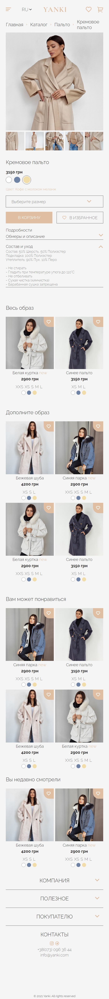 RU YANKI
Главная › Каталог › Пальто › Кремовое
пальто
Кремовое пальто
3150 грн
Цвет: Кофе с молоком меланж
Выберите размер
В КОРЗИНУ В ИЗБРАННОЕ
Подробности
Обмеры и описание
Состав и уход
Состав: 50% Шерсть, 50% Полиэстер
Подкладка: 100% Полиэстер
Утеплитель: 90% Пух, 10% Перо
- Не стирать
- Гладить при температуре утюга до 110°C
- Не отбеливать
- Сухая чистка (химчистка)
- Барабанная сушка запрещена
Весь образ
Белая куртка new Синее пальто
2900 грн 3150 грн
XXS XS S M L XS M L
Дополните образ
Бежевая шуба Синяя парка new
4200 грн 2900 грн
XS S L XXS XS S M L
Белая куртка new Синее пальто
2900 грн 3150 грн
XXS XS S M L XS M L
Вам может понравиться
Синяя парка new Синее пальто
2900 грн 3150 грн
XXS XS S M L XS M L
Бежевая шуба Белая куртка new
4200 грн 2900 грн
XS S L XXS XS S M L
Вы недавно смотрели
Бежевая шуба Синяя парка new
4200 грн 2900 грн
XS S L XXS XS S M L
КОМПАНИЯ
ПОЛЕЗНОЕ
ПОКУПАТЕЛЮ
КОНТАКТЫ
+38(073) 096 36 44
info@yanki.com
© 2021 Yanki. All rights reserved